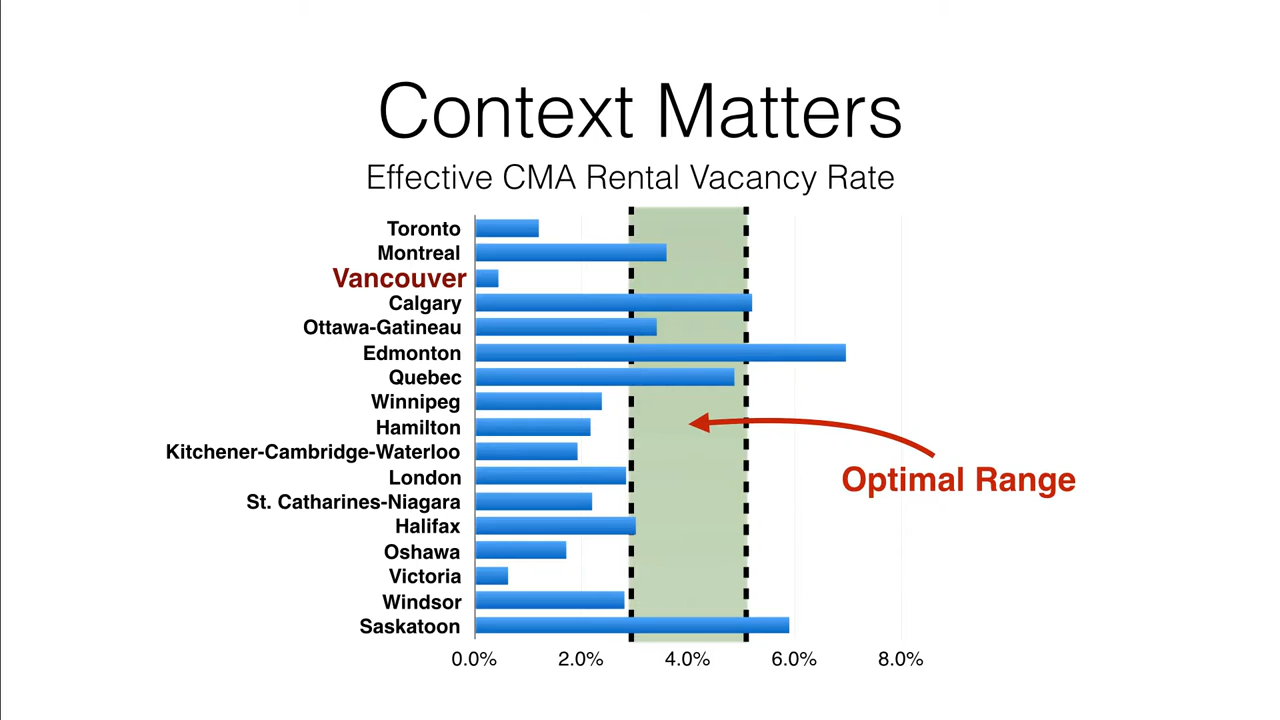 Context Matters
Effective CMA Rental Vacancy Rate
Toronto
Montreal
Vancouver
Calgary
Ottawa-Gatineau
Edmonton
Quebec
Winnipeg
Hamilton
Kitchener-Cambridge-Waterloo
London
Optimal Range
St. Catharines-Niagara
Halifax
Oshawa
Victoria
Windsor
Saskatoon
0.0% 2.0% 4.0% 6.0% 8.0%